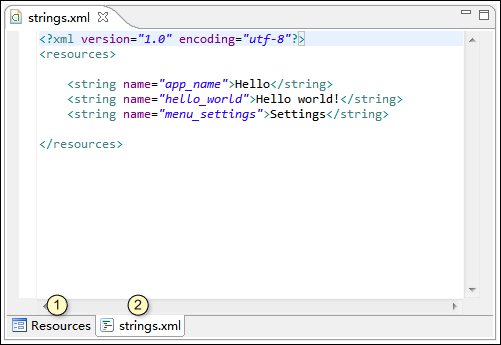 strings.xml
<?xml version="1.0" encoding="utf-8"?>
<resources>
    <string name="app_name">Hello</string>
    <string name="hello_world">Hello world!</string>
    <string name="menu_settings">Settings</string>
</resources>
1 2
Resources strings.xml